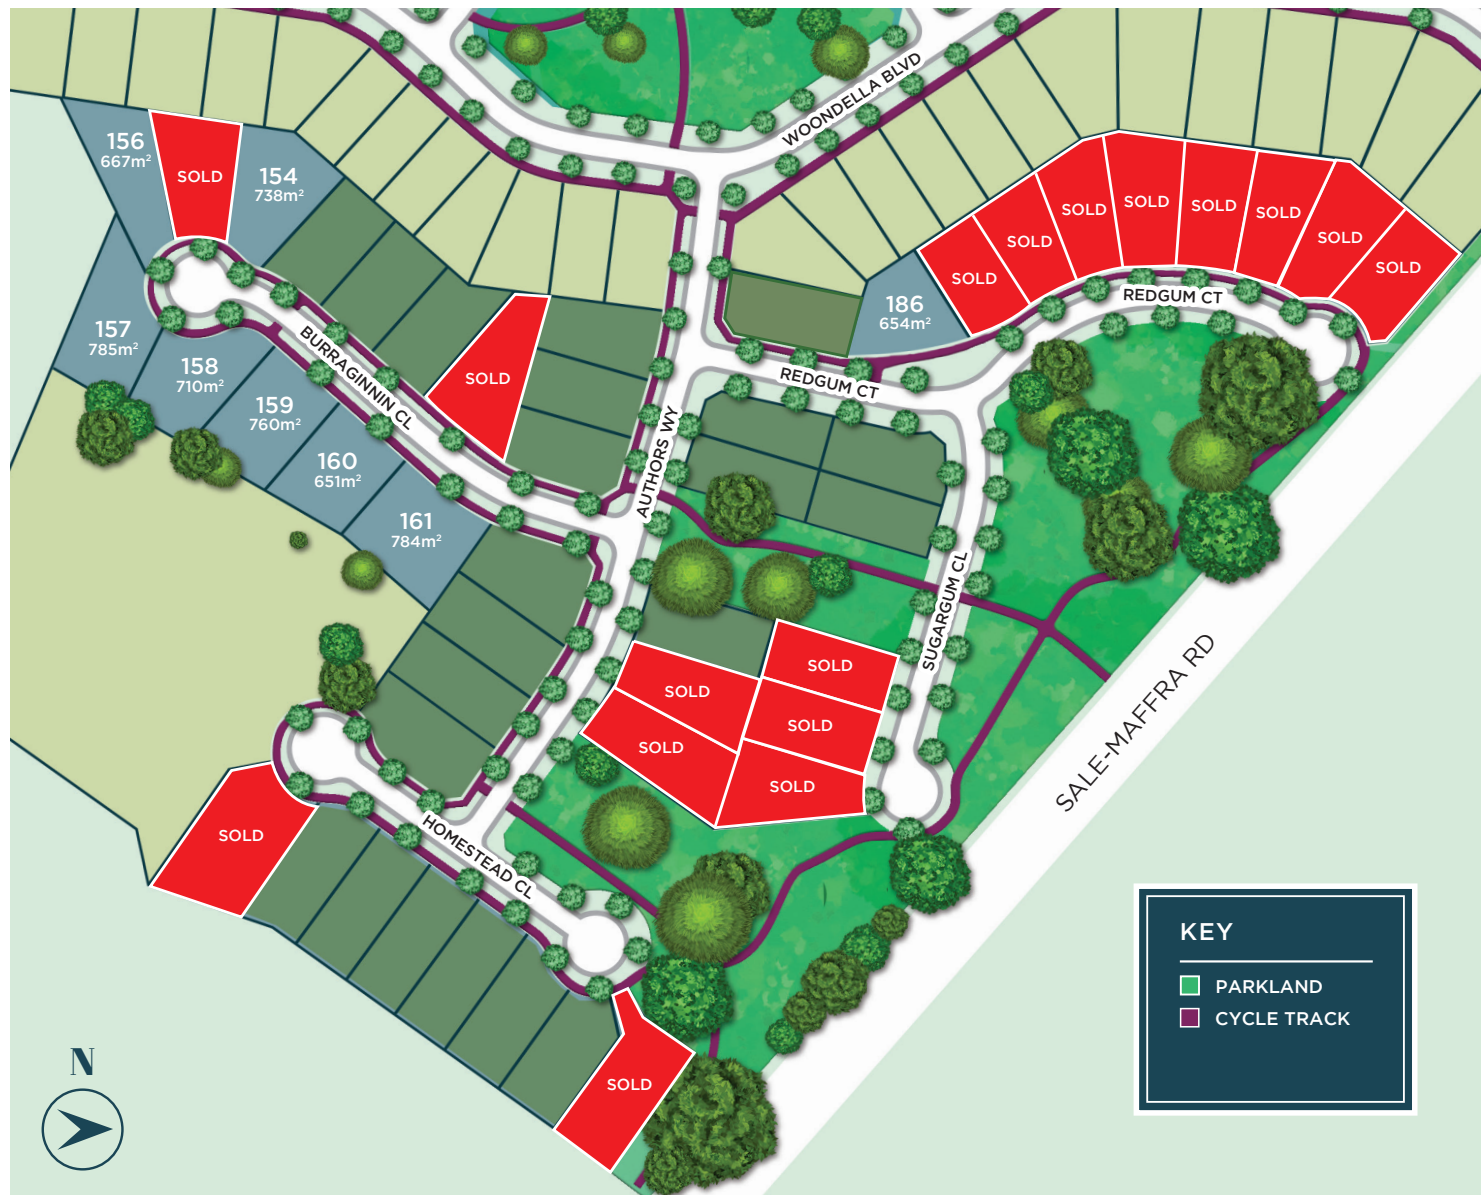 WOONDELLA BLVD
156
667m²
SOLD
154
738m²
SOLD
SOLD
SOLD
SOLD
SOLD
SOLD
SOLD
SOLD
REDGUM CT
186
654m²
157
785m²
158
710m²
BURRAGINNIN CL
SOLD
REDGUM CT
159
760m²
160
651m²
161
784m²
AUTHORS WY
SUGARGUM CL
SOLD
SOLD
SOLD
SOLD
SOLD
SALE-MAFFRA RD
SOLD
HOMESTEAD CL
SOLD
KEY
PARKLAND
CYCLE TRACK
N